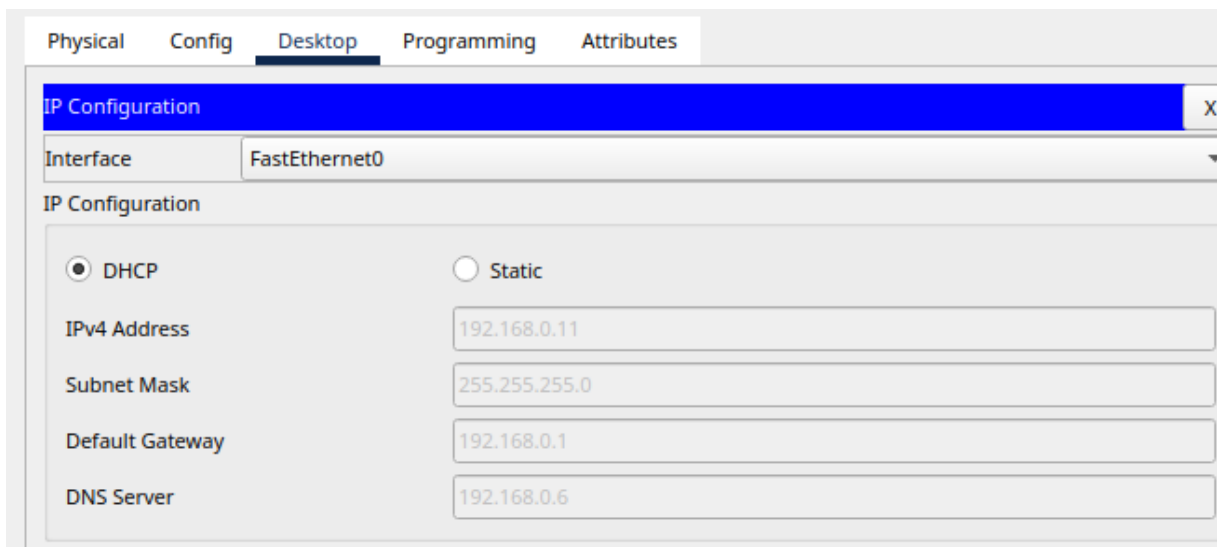 Physical Config Desktop Programming Attributes
IP Configuration X
Interface FastEthernet0
IP Configuration
DHCP Static
IPv4 Address 192.168.0.11
Subnet Mask 255.255.255.0
Default Gateway 192.168.0.1
DNS Server 192.168.0.6